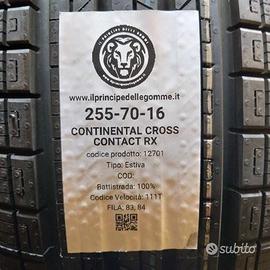 IL PRINCIPE DELLE GOMME
www.ilprincipedellegomme.it
255-70-16
CONTINENTAL CROSS
CONTACT RX
codice prodotto: 12701
Tipo: Estiva
COD:
Battistrada: 100%
Codice Velocità: 111T
FILA: 83, 84
subito